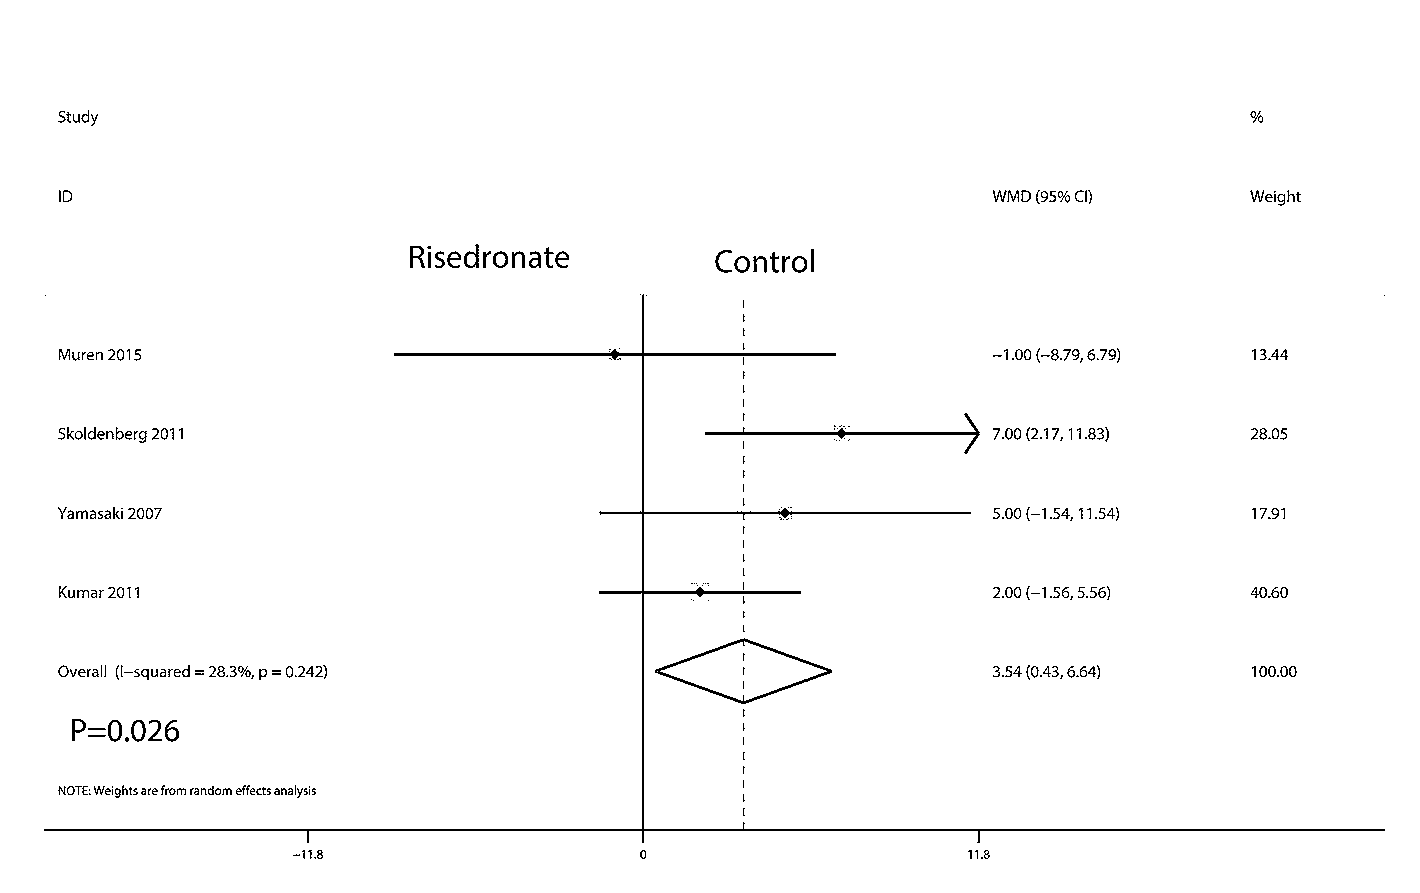 Study %
ID WMD (95% CI) Weight
Risedronate Control
Muren 2015 −1.00 (−8.79, 6.79) 13.44
Skoldenberg 2011 7.00 (2.17, 11.83) 28.05
Yamasaki 2007 5.00 (−1.54, 11.54) 17.91
Kumar 2011 2.00 (−1.56, 5.56) 40.60
Overall (I−squared = 28.3%, p = 0.242) 3.54 (0.43, 6.64) 100.00
P=0.026
NOTE: Weights are from random effects analysis
−11.8 0 11.8